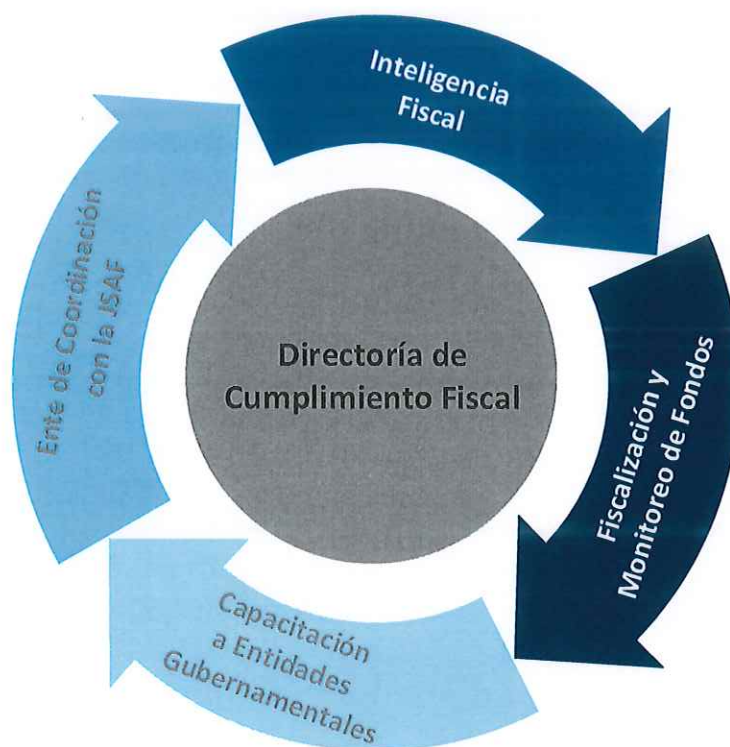 Inteligencia
Fiscal
Fiscalización y
Monitoreo de Fondos
Capacitación
a Entidades
Gubernamentales
Ente de Coordinación
con la JSAF
Directoría de
Cumplimiento Fiscal